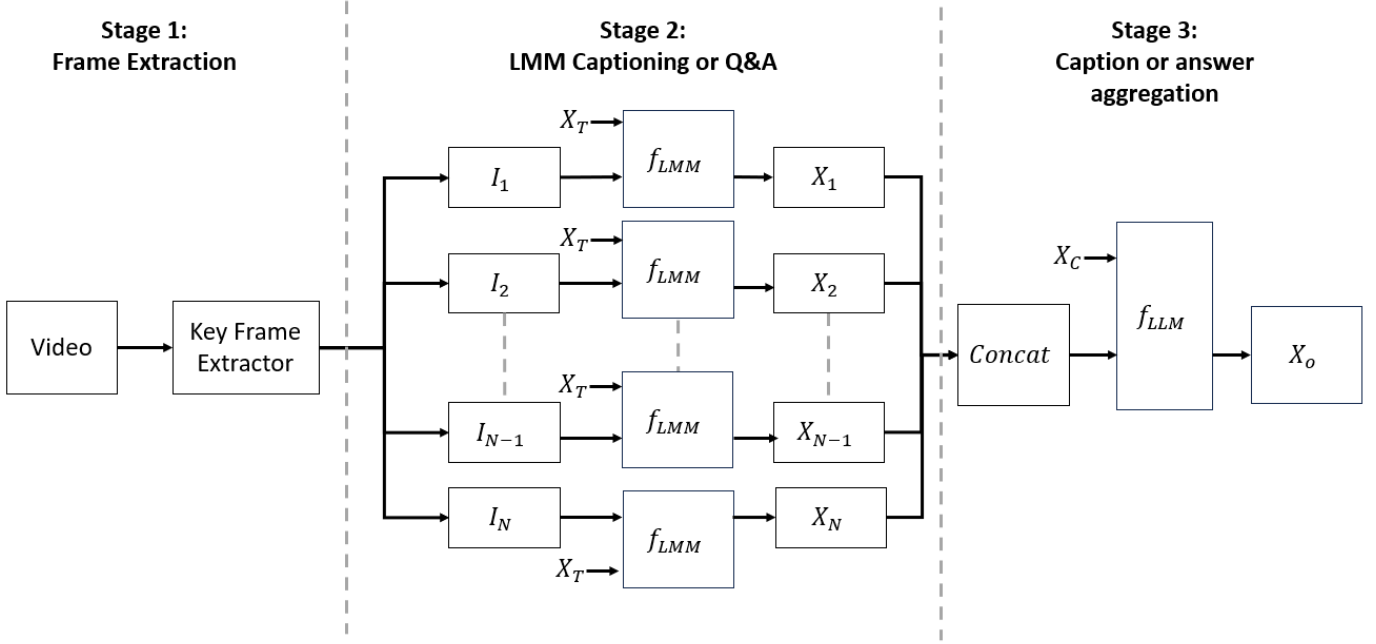 Stage 1:
Frame Extraction
Stage 2:
LMM Captioning or Q&A
Stage 3:
Caption or answer
aggregation
Video
Key Frame
Extractor
X_T
I_1
f_LMM
X_1
X_T
I_2
f_LMM
X_2
X_T
I_{N−1}
f_LMM
X_{N−1}
I_N
f_LMM
X_N
X_T
Concat
X_C
f_LLM
X_o